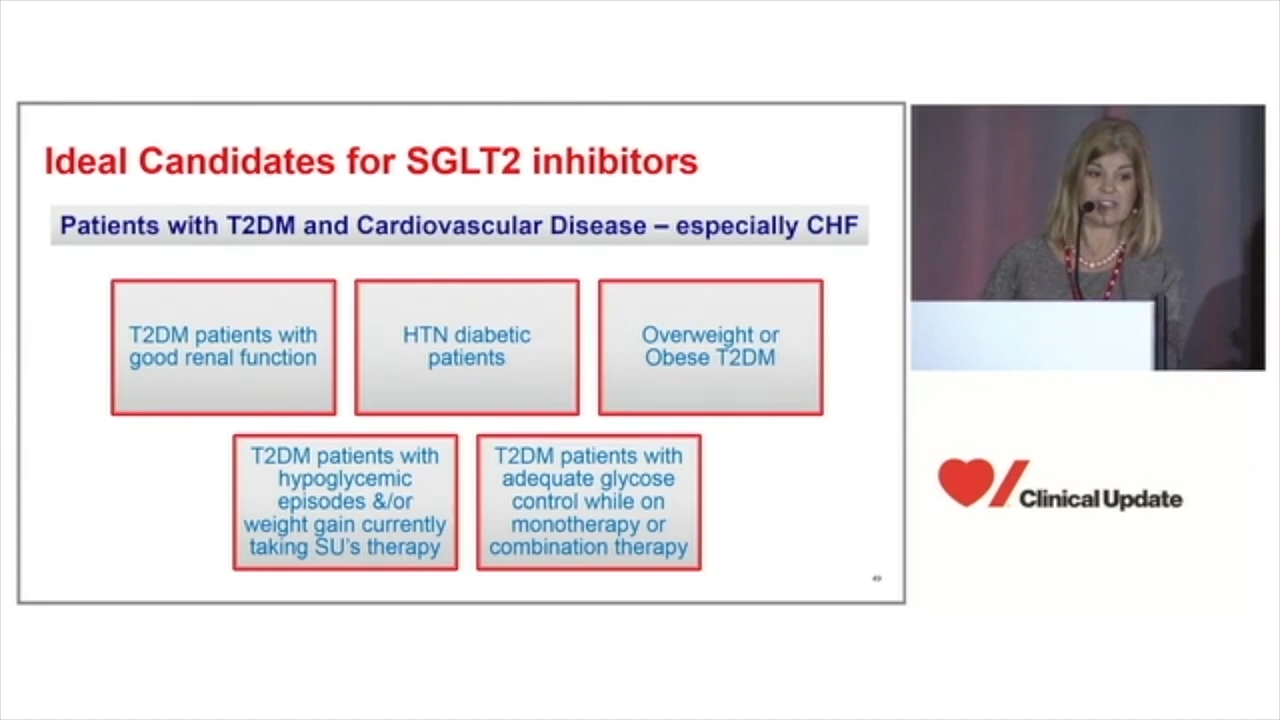 Ideal Candidates for SGLT2 inhibitors
Patients with T2DM and Cardiovascular Disease – especially CHF
T2DM patients with
good renal function
HTN diabetic
patients
Overweight or
Obese T2DM
T2DM patients with
hypoglycemic
episodes &/or
weight gain currently
taking SU's therapy
T2DM patients with
adequate glycose
control while on
monotherapy or
combination therapy
Clinical Update